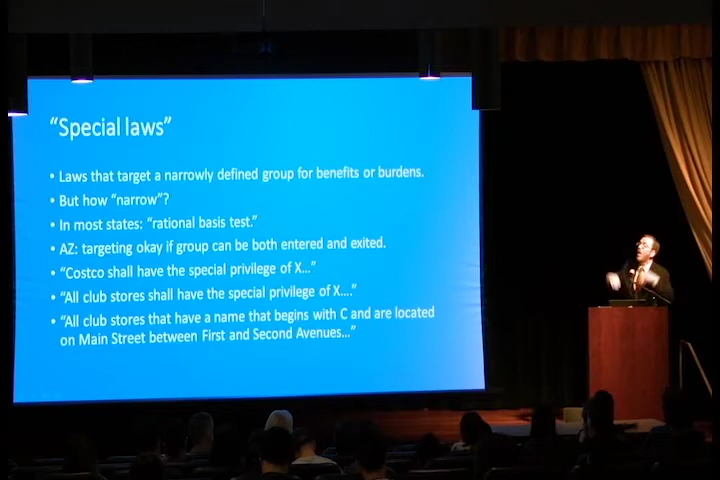 “Special laws”
• Laws that target a narrowly defined group for benefits or burdens.
• But how “narrow”?
• In most states: “rational basis test.”
• AZ: targeting okay if group can be both entered and exited.
• “Costco shall have the special privilege of X...”
• “All club stores shall have the special privilege of X....”
• “All club stores that have a name that begins with C and are located
on Main Street between First and Second Avenues...”